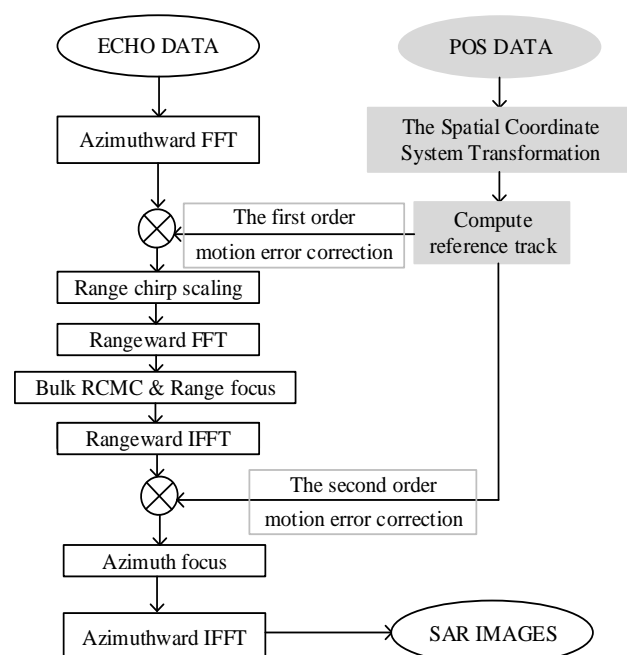 ECHO DATA
POS DATA
Azimuthward FFT
The Spatial Coordinate
System Transformation
The first order
motion error correction
Compute
reference track
Range chirp scaling
Rangeward FFT
Bulk RCMC & Range focus
Rangeward IFFT
The second order
motion error correction
Azimuth focus
Azimuthward IFFT
SAR IMAGES